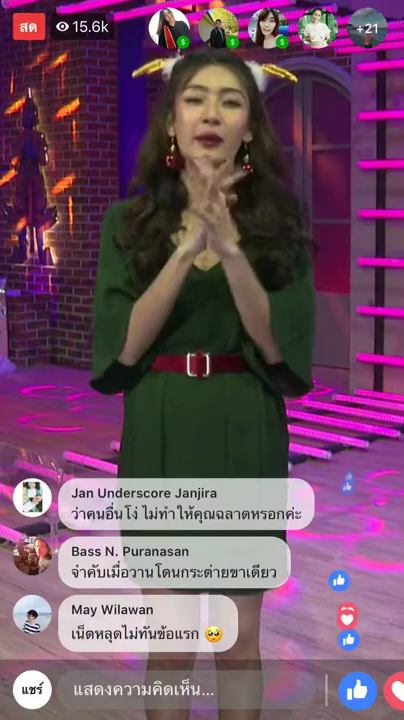 สด 15.6k
+21
Jan Underscore Janjira
ว่าคนอื่นโง่ ไม่ทำให้คุณฉลาดหรอกค่ะ
Bass N. Puranasan
จำคับเมื่อวานโดนกระต่ายขาเดียว
May Wilawan
เน็ตหลุดไม่ทันข้อแรก 🥺
แชร์ แสดงความคิดเห็น...